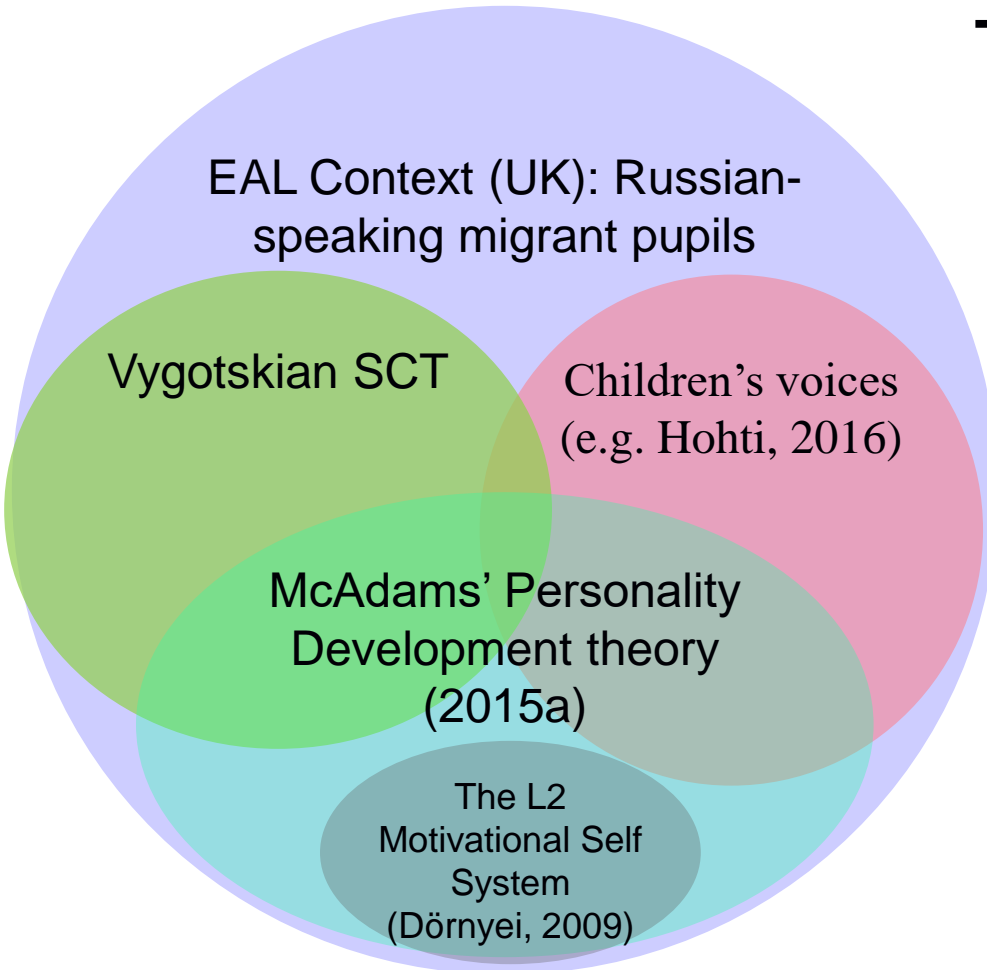 EAL Context (UK): Russian-
speaking migrant pupils
Vygotskian SCT
Children’s voices
(e.g. Hohti, 2016)
McAdams’ Personality
Development theory
(2015a)
The L2
Motivational Self
System
(Dörnyei, 2009)